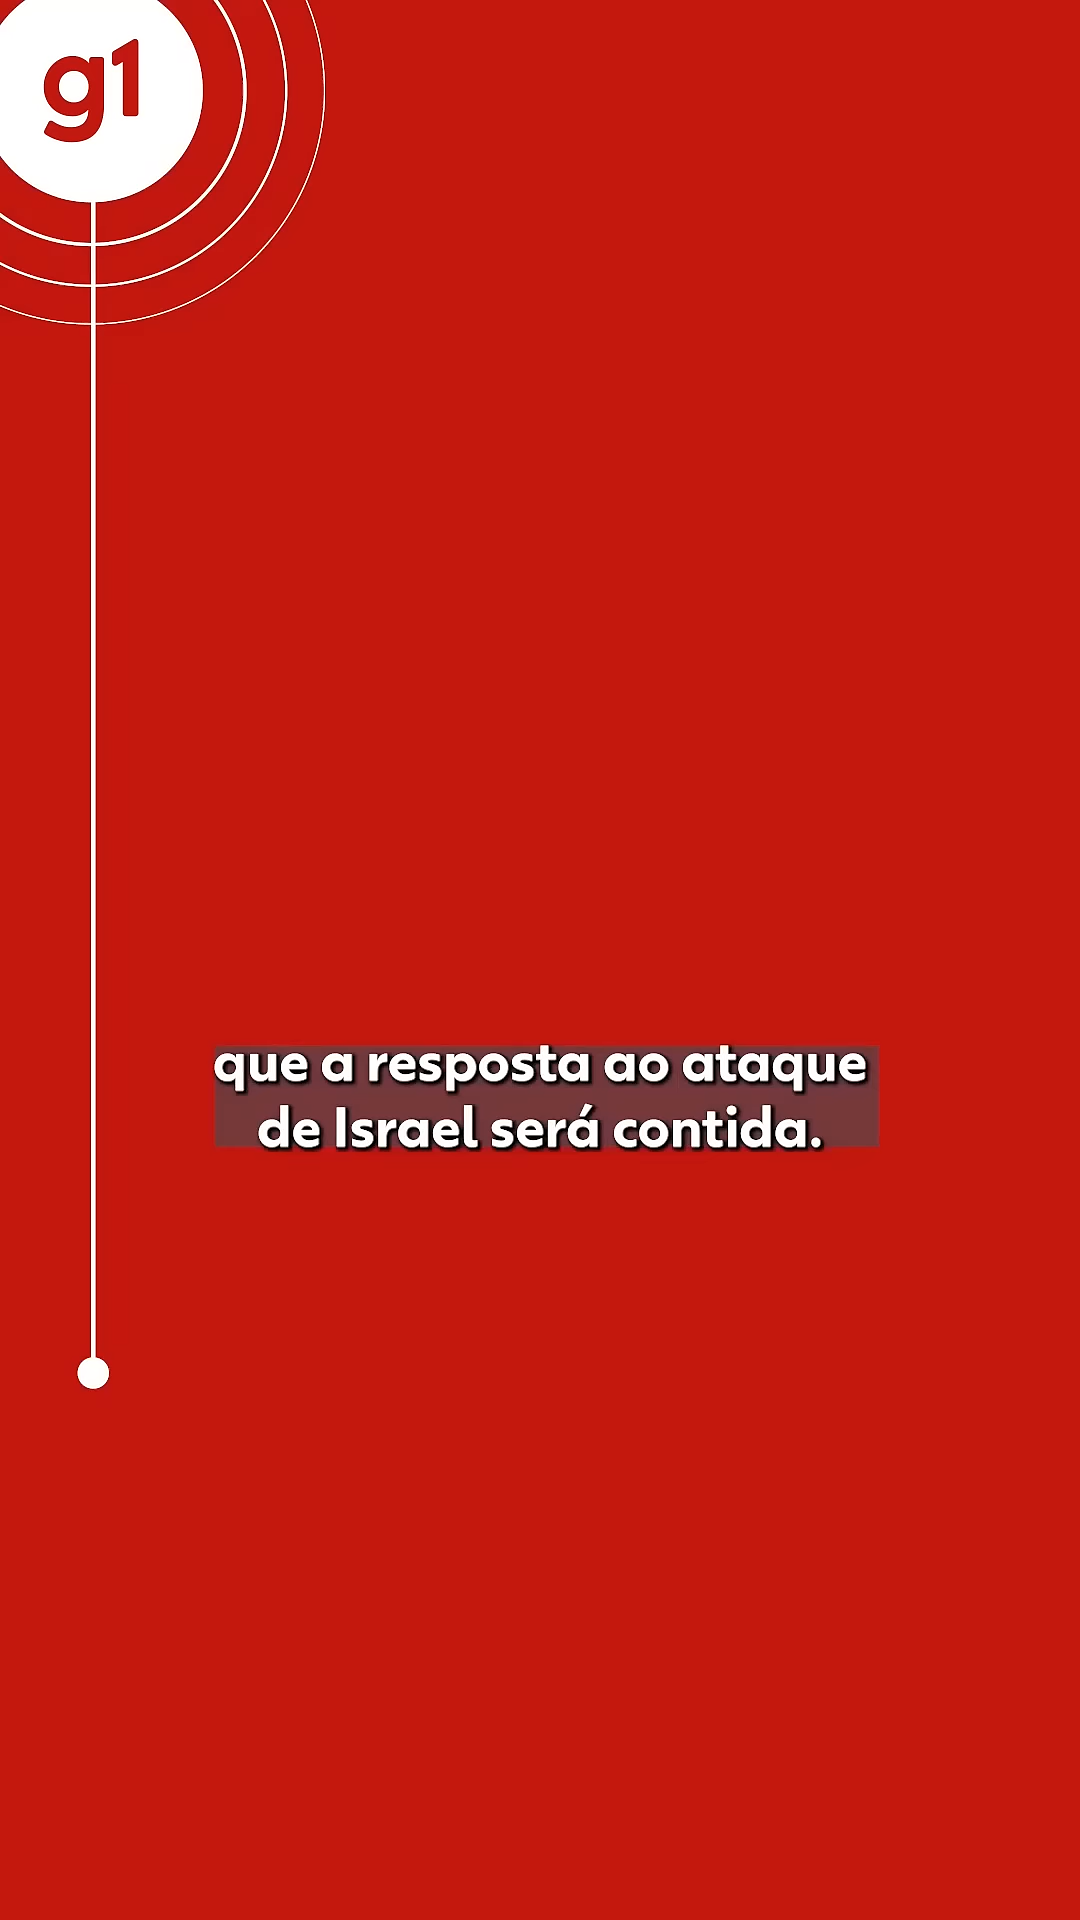 g1
que a resposta ao ataque
de Israel será contida.